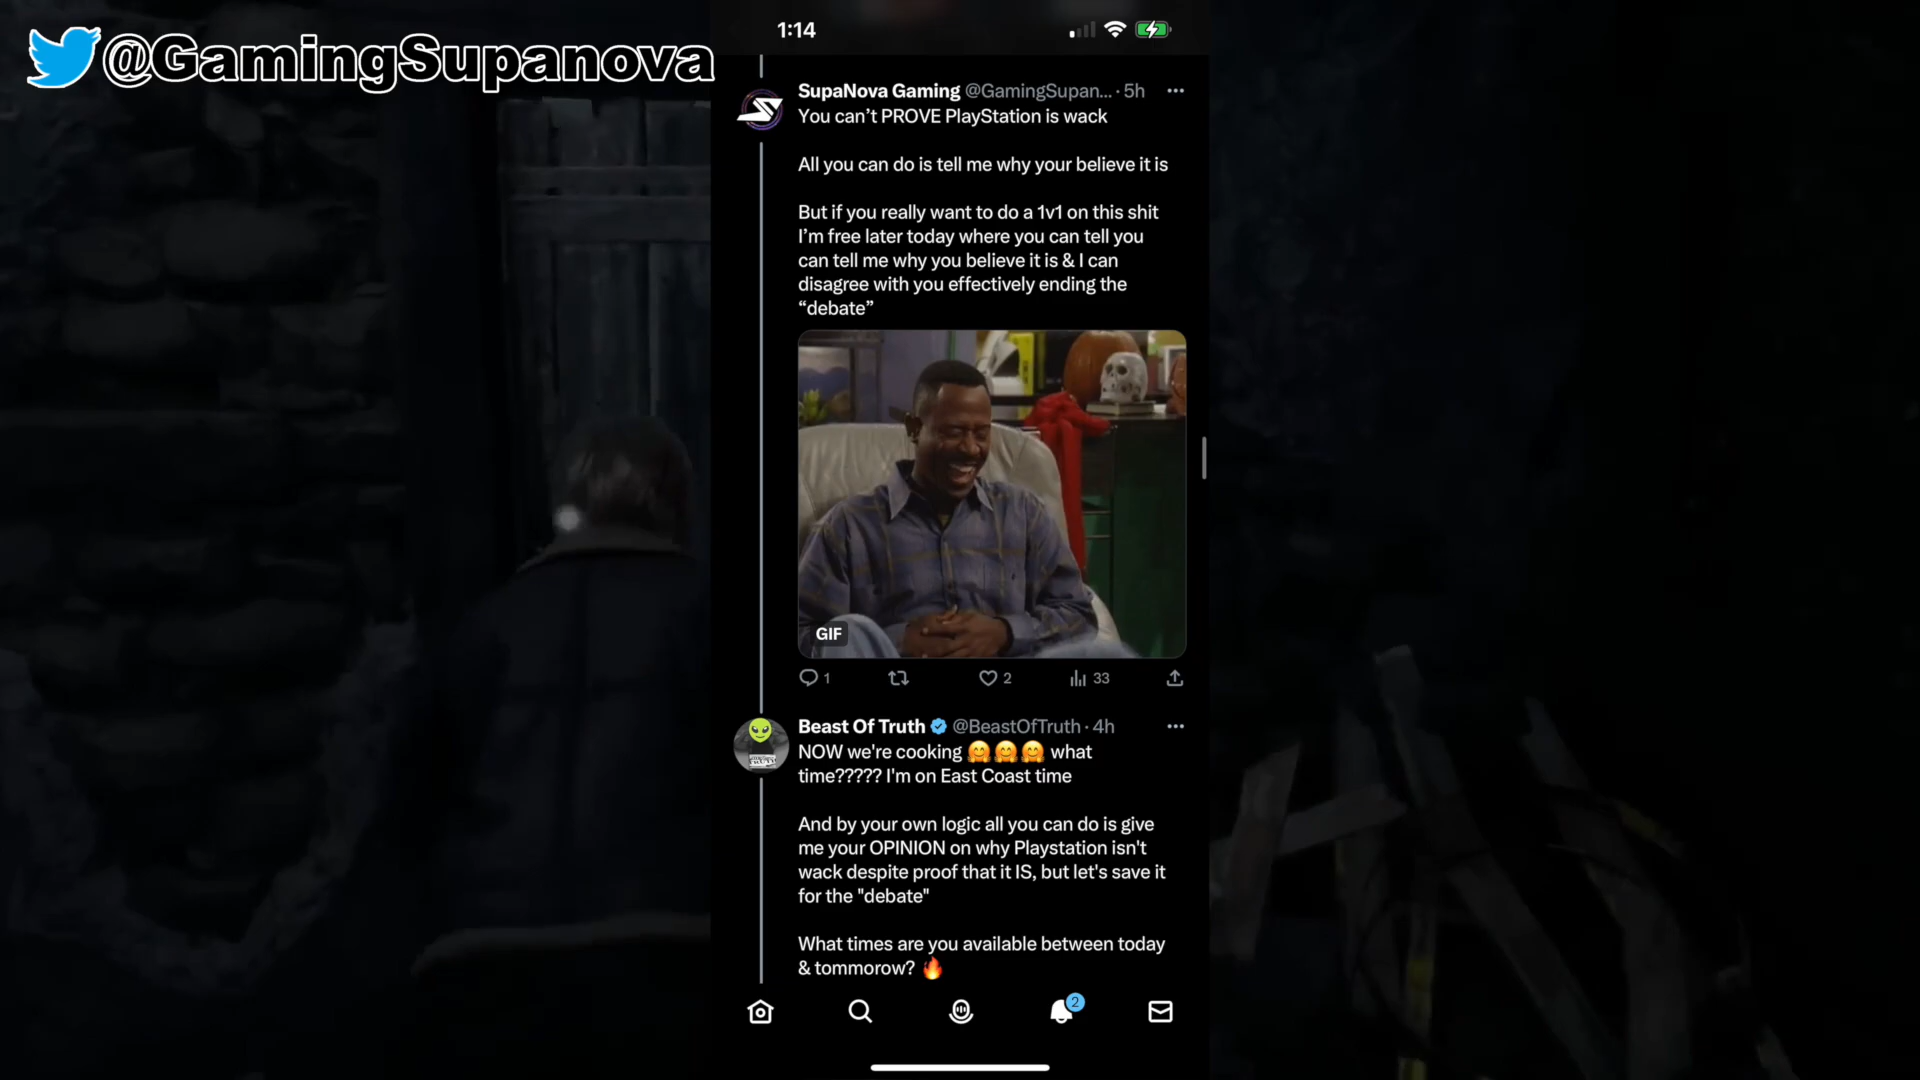 @GamingSupanova
1:14
SupaNova Gaming @GamingSupan... · 5h
You can't PROVE PlayStation is wack
All you can do is tell me why your believe it is
But if you really want to do a 1v1 on this shit
I'm free later today where you can tell you
can tell me why you believe it is & I can
disagree with you effectively ending the
“debate”
GIF
1
2
33
Beast Of Truth @BeastOfTruth · 4h
NOW we're cooking 🤗🤗🤗 what
time????? I'm on East Coast time
And by your own logic all you can do is give
me your OPINION on why Playstation isn't
wack despite proof that it IS, but let's save it
for the "debate"
What times are you available between today
& tommorow? 🔥
2